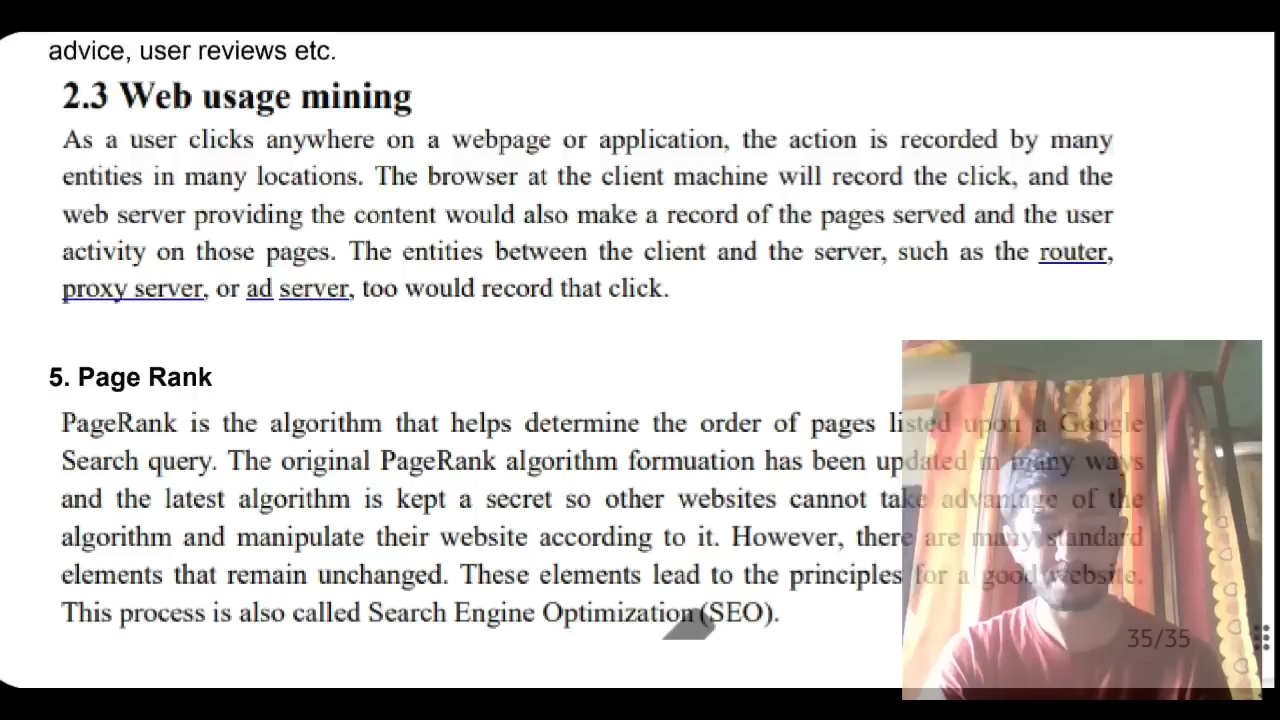 advice, user reviews etc.
2.3 Web usage mining
As a user clicks anywhere on a webpage or application, the action is recorded by many
entities in many locations. The browser at the client machine will record the click, and the
web server providing the content would also make a record of the pages served and the user
activity on those pages. The entities between the client and the server, such as the router,
proxy server, or ad server, too would record that click.
5. Page Rank
PageRank is the algorithm that helps determine the order of pages listed upon a Google
Search query. The original PageRank algorithm formuation has been updated in many ways
and the latest algorithm is kept a secret so other websites cannot take advantage of the
algorithm and manipulate their website according to it. However, there are many standard
elements that remain unchanged. These elements lead to the principles for a good website.
This process is also called Search Engine Optimization (SEO).
35/35